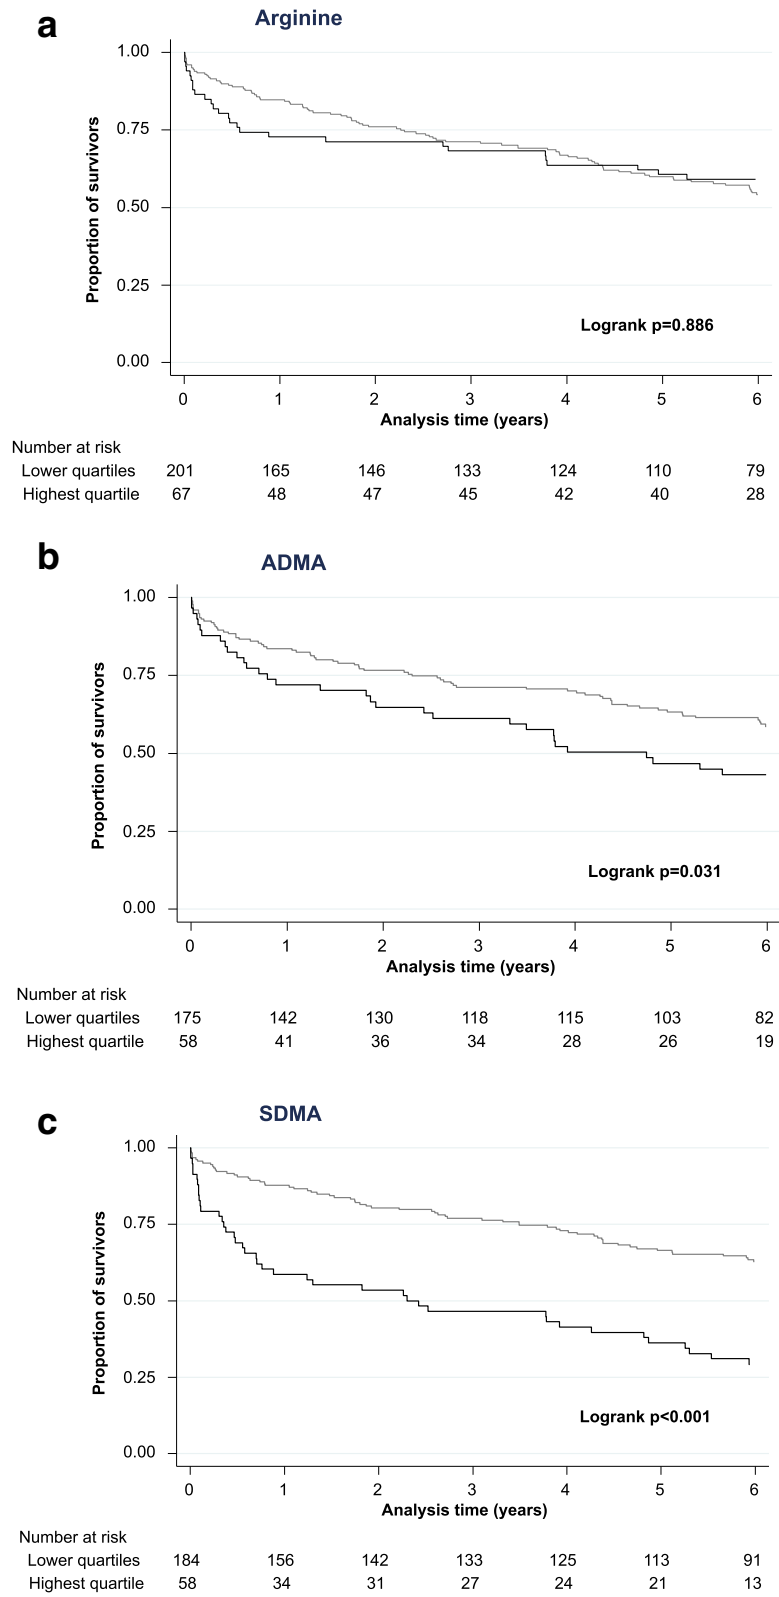 a
Arginine
1.00
0.75
0.50
0.25
0.00
Proportion of survivors
Logrank p=0.886
0 1 2 3 4 5 6
Analysis time (years)
Number at risk
Lower quartiles 201 165 146 133 124 110 79
Highest quartile 67 48 47 45 42 40 28
b
ADMA
1.00
0.75
0.50
0.25
0.00
Proportion of survivors
Logrank p=0.031
0 1 2 3 4 5 6
Analysis time (years)
Number at risk
Lower quartiles 175 142 130 118 115 103 82
Highest quartile 58 41 36 34 28 26 19
c
SDMA
1.00
0.75
0.50
0.25
0.00
Proportion of survivors
Logrank p<0.001
0 1 2 3 4 5 6
Analysis time (years)
Number at risk
Lower quartiles 184 156 142 133 125 113 91
Highest quartile 58 34 31 27 24 21 13